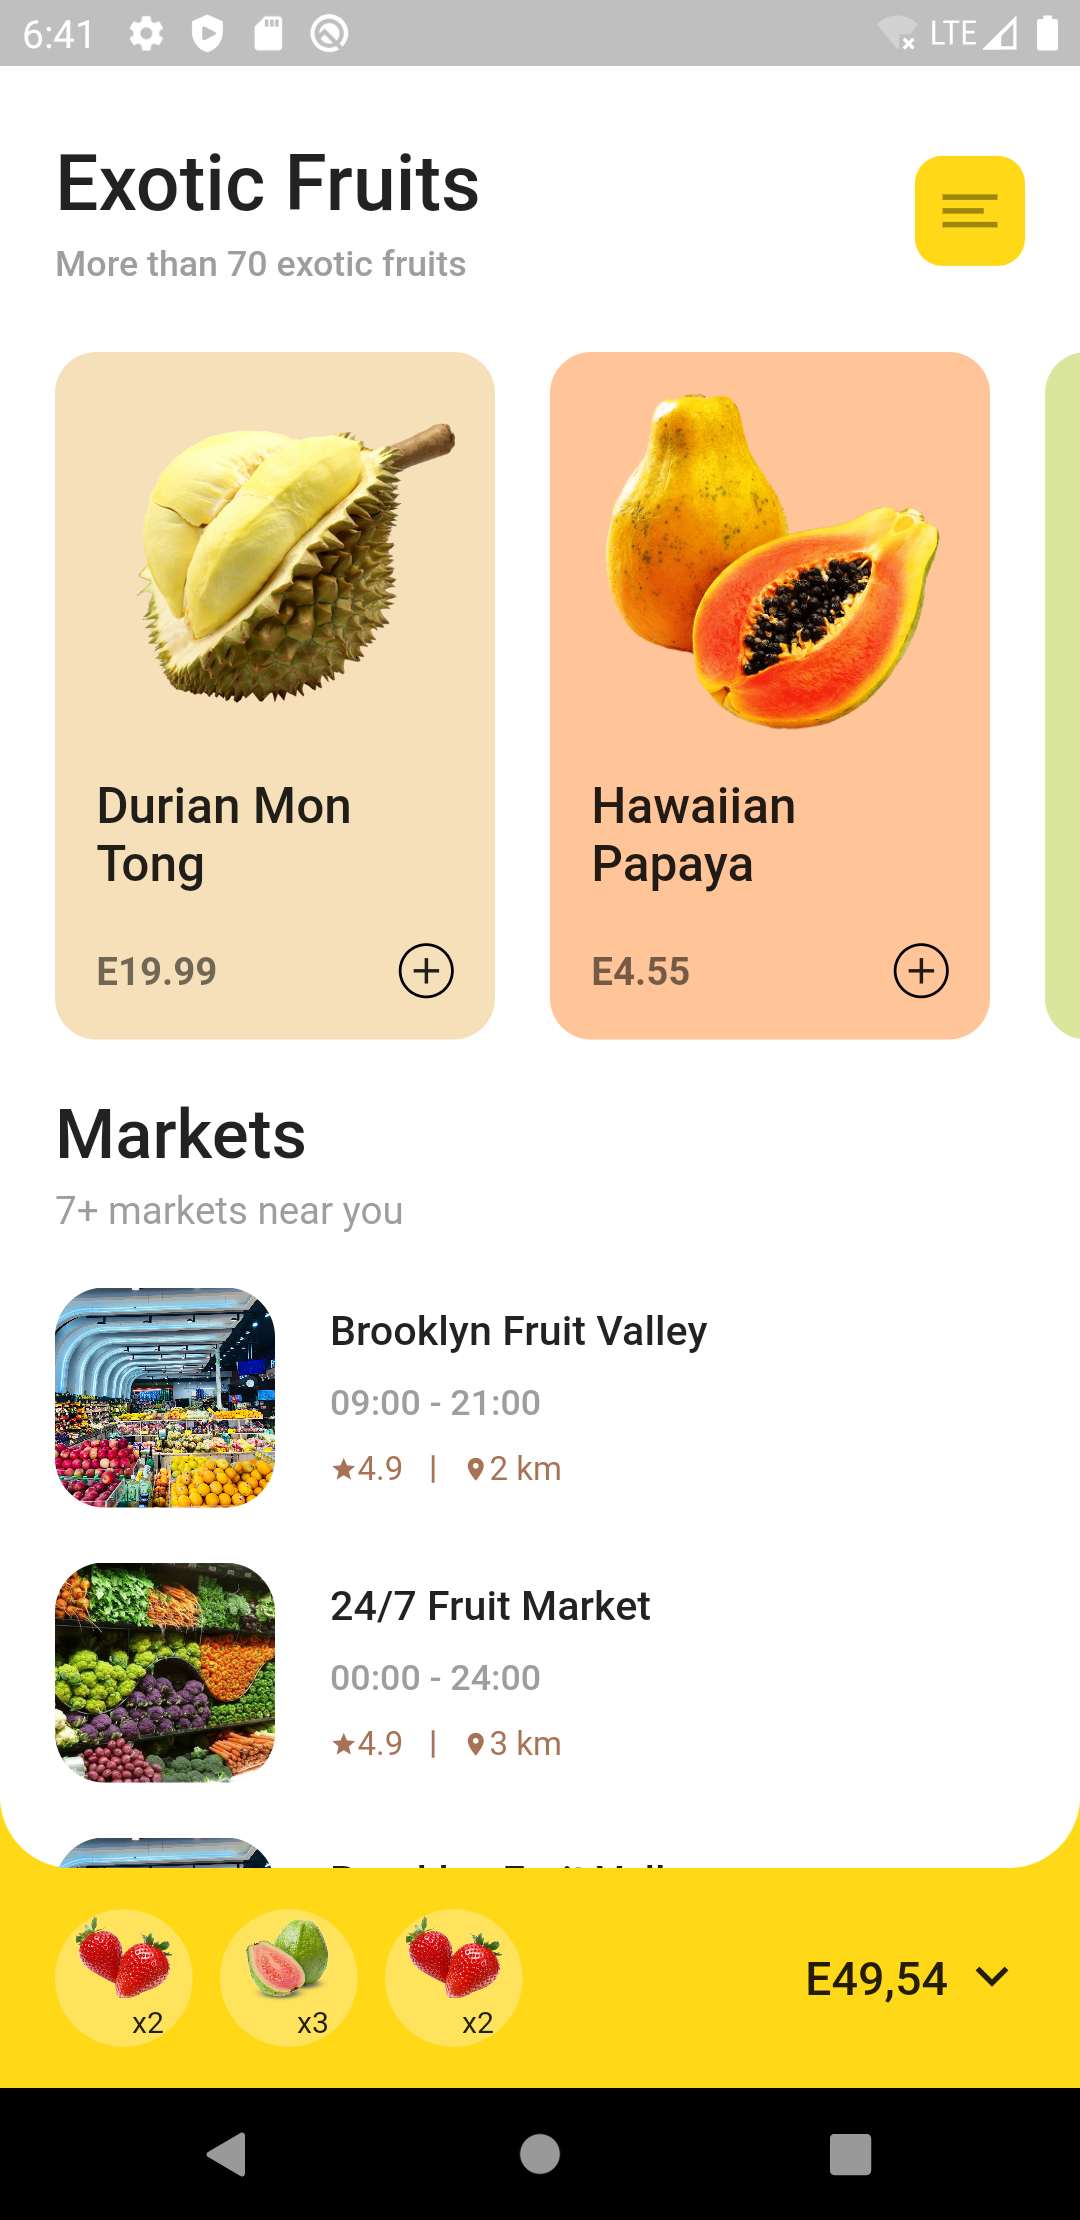 6:41
LTE
Exotic Fruits
More than 70 exotic fruits
Durian Mon
Tong
E19.99
Hawaiian
Papaya
E4.55
Markets
7+ markets near you
Brooklyn Fruit Valley
09:00 - 21:00
4.9 | 2 km
24/7 Fruit Market
00:00 - 24:00
4.9 | 3 km
x2
x3
x2
E49,54